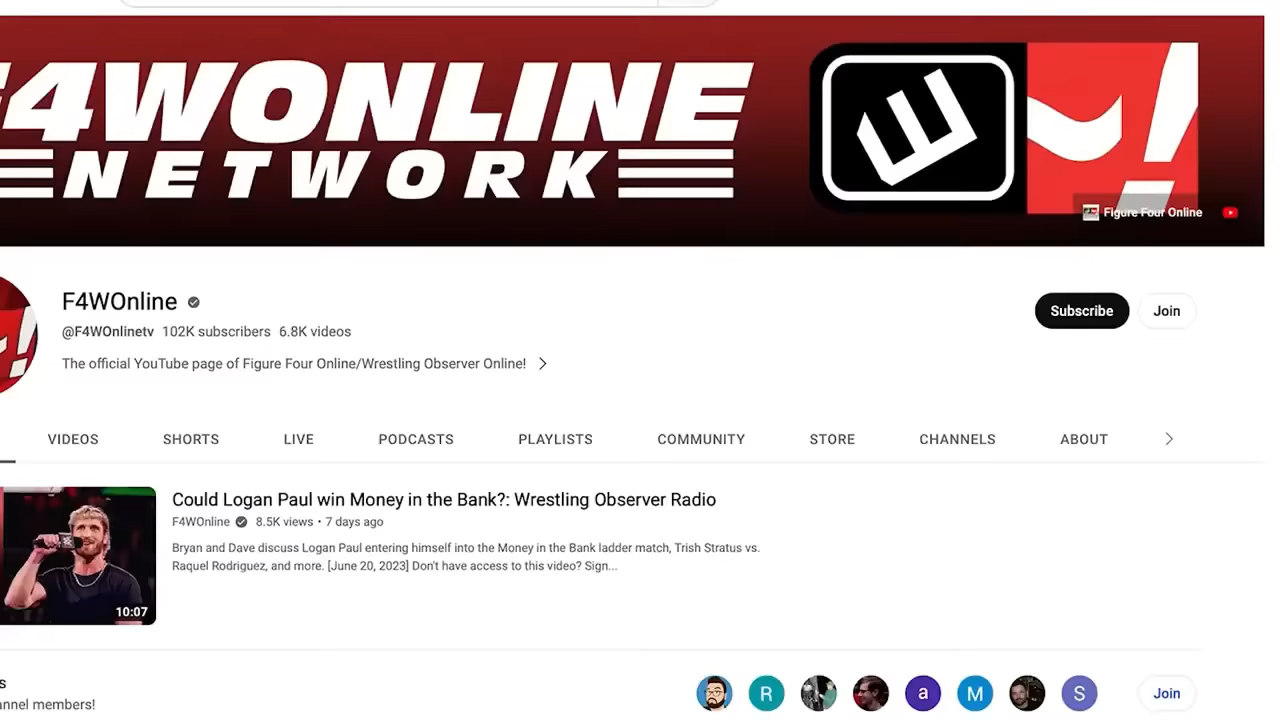 4WONLINE
NETWORK
Figure Four Online
F4WOnline
@F4WOnlinetv 102K subscribers 6.8K videos
The official YouTube page of Figure Four Online/Wrestling Observer Online!
Subscribe
Join
VIDEOS SHORTS LIVE PODCASTS PLAYLISTS COMMUNITY STORE CHANNELS ABOUT
10:07
Could Logan Paul win Money in the Bank?: Wrestling Observer Radio
F4WOnline 8.5K views • 7 days ago
Bryan and Dave discuss Logan Paul entering himself into the Money in the Bank ladder match, Trish Stratus vs.
Raquel Rodriguez, and more. [June 20, 2023] Don't have access to this video? Sign...
s
nnel members!
R
a
M
S
Join